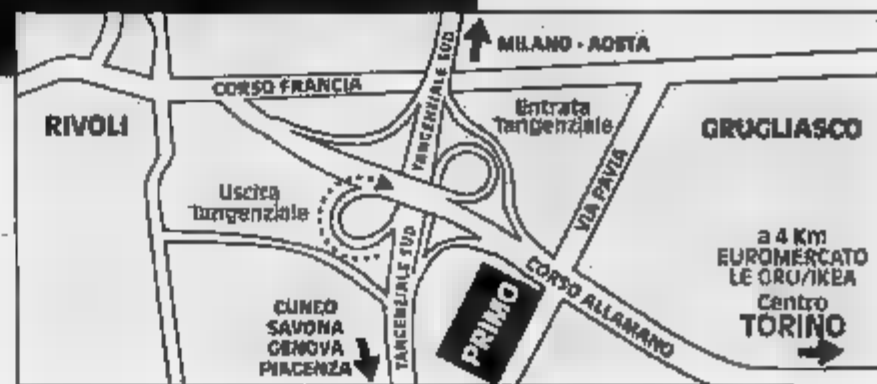 MILANO - AOSTA
TANGENZIALE SUD
CORSO FRANCIA
Entrata
Tangenziale
RIVOLI
GRUGLIASCO
VIA PAVIA
Uscita
Tangenziale
a 4 Km
EUROMERCATO
LE GRU/IKEA
Centro
TORINO
CORSO ALLAMANO
PRIMO
TANGENZIALE SUD
CUNEO
SAVONA
GENOVA
PIACENZA